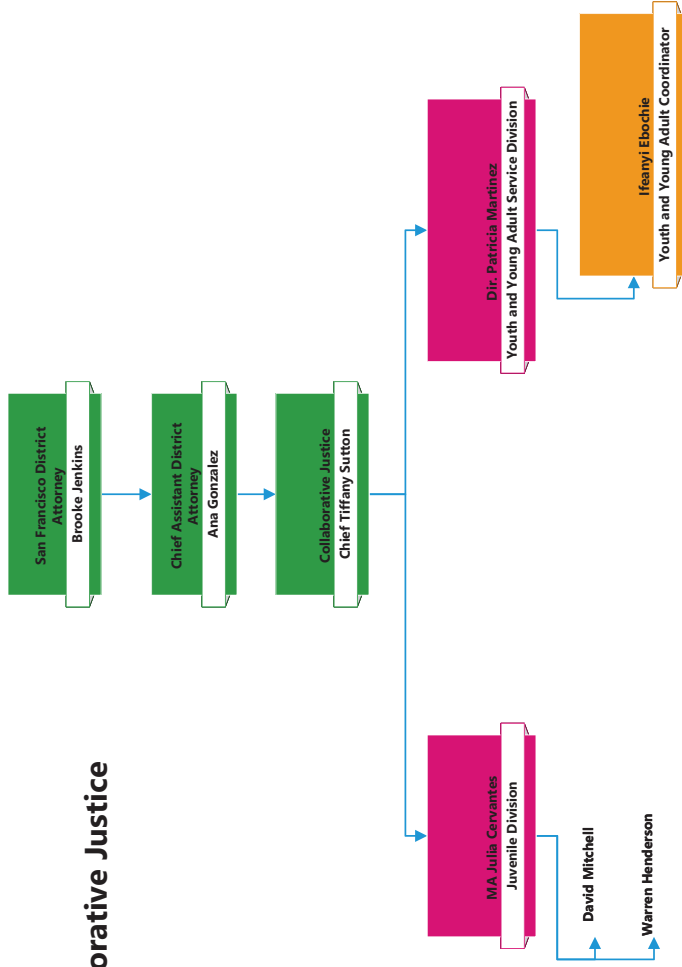 orative Justice
San Francisco District
Attorney
Brooke Jenkins
Chief Assistant District
Attorney
Ana Gonzalez
Collaborative Justice
Chief Tiffany Sutton
MA Julia Cervantes
Juvenile Division
Dir. Patricia Martinez
Youth and Young Adult Service Division
David Mitchell
Warren Henderson
Ifeanyi Ebochie
Youth and Young Adult Coordinator